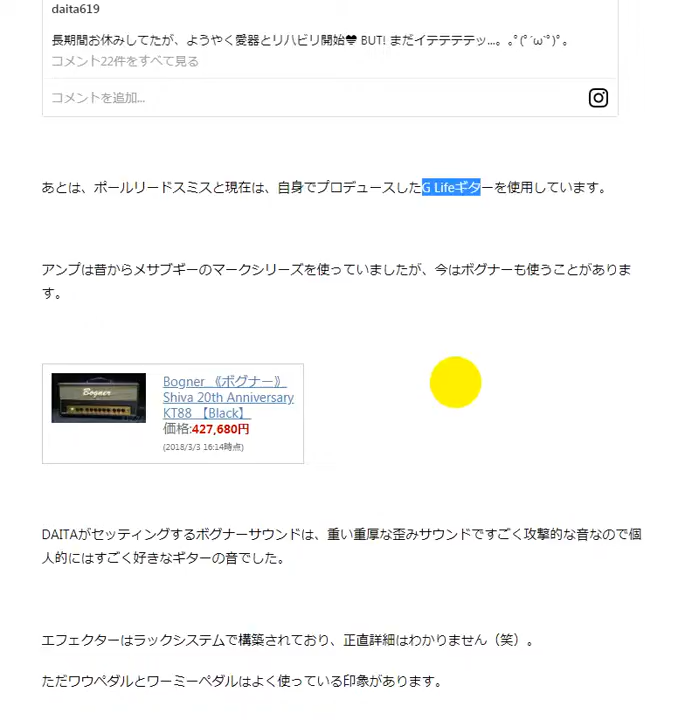 daita619
長期間お休みしてたが、ようやく愛器とリハビリ開始🖤 BUT! まだイテテテテッ...。｡ﾟ(ﾟ´ω`ﾟ)ﾟ｡
コメント22件をすべて見る
コメントを追加...
あとは、ポールリードスミスと現在は、自身でプロデュースしたG Lifeギターを使用しています。
アンプは昔からメサブギーのマークシリーズを使っていましたが、今はボグナーも使うことがありま
す。
Bogner
Bogner 《ボグナー》
Shiva 20th Anniversary
KT88 【Black】
価格:427,680円
(2018/3/3 16:14時点)
DAITAがセッティングするボグナーサウンドは、重い重厚な歪みサウンドですごく攻撃的な音なので個
人的にはすごく好きなギターの音でした。
エフェクターはラックシステムで構築されており、正直詳細はわかりません（笑）。
ただワウペダルとワーミーペダルはよく使っている印象があります。